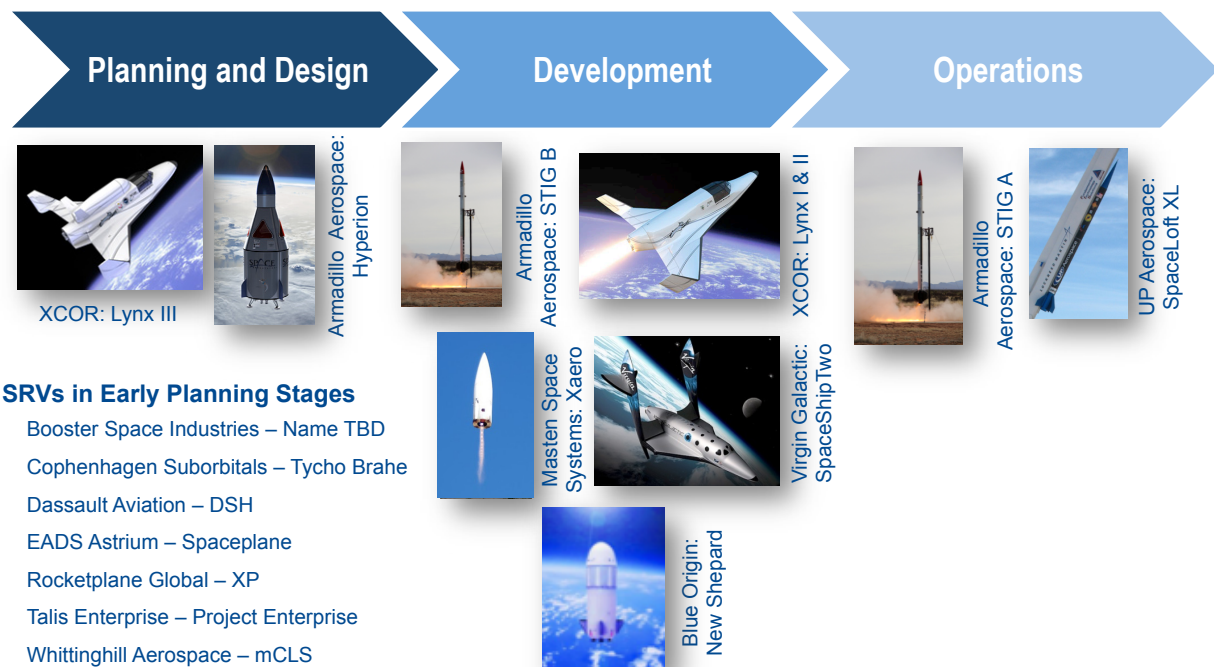 Planning and Design
Development
Operations
XCOR: Lynx III
Armadillo Aerospace:
Hyperion
Armadillo
Aerospace: STIG B
XCOR: Lynx I & II
Armadillo
Aerospace: STIG A
UP Aerospace:
SpaceLoft XL
Masten Space
Systems: Xaero
Virgin Galactic:
SpaceShipTwo
Blue Origin:
New Shepard
SRVs in Early Planning Stages
Booster Space Industries – Name TBD
Cophenhagen Suborbitals – Tycho Brahe
Dassault Aviation – DSH
EADS Astrium – Spaceplane
Rocketplane Global – XP
Talis Enterprise – Project Enterprise
Whittinghill Aerospace – mCLS